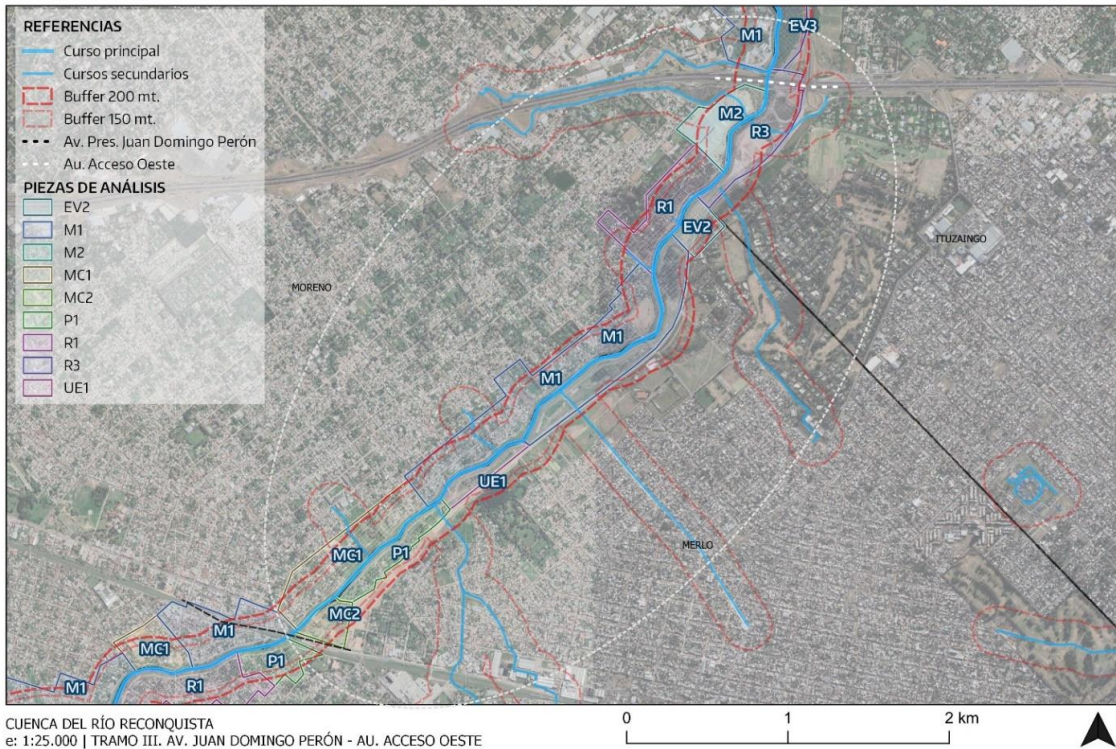 REFERENCIAS
Curso principal
Cursos secundarios
Buffer 200 mt.
Buffer 150 mt.
Av. Pres. Juan Domingo Perón
Au. Acceso Oeste
PIEZAS DE ANÁLISIS
EV2
M1
M2
MC1
MC2
P1
R1
R3
UE1
EV3
M1
M2
R3
R1
EV2
ITUZAINGO
MORENO
M1
M1
UE1
MC1
P1
MERLO
MC2
M1
MC1
P1
M1
R1
CUENCA DEL RÍO RECONQUISTA
e: 1:25.000 | TRAMO III. AV. JUAN DOMINGO PERÓN - AU. ACCESO OESTE
0 1 2 km